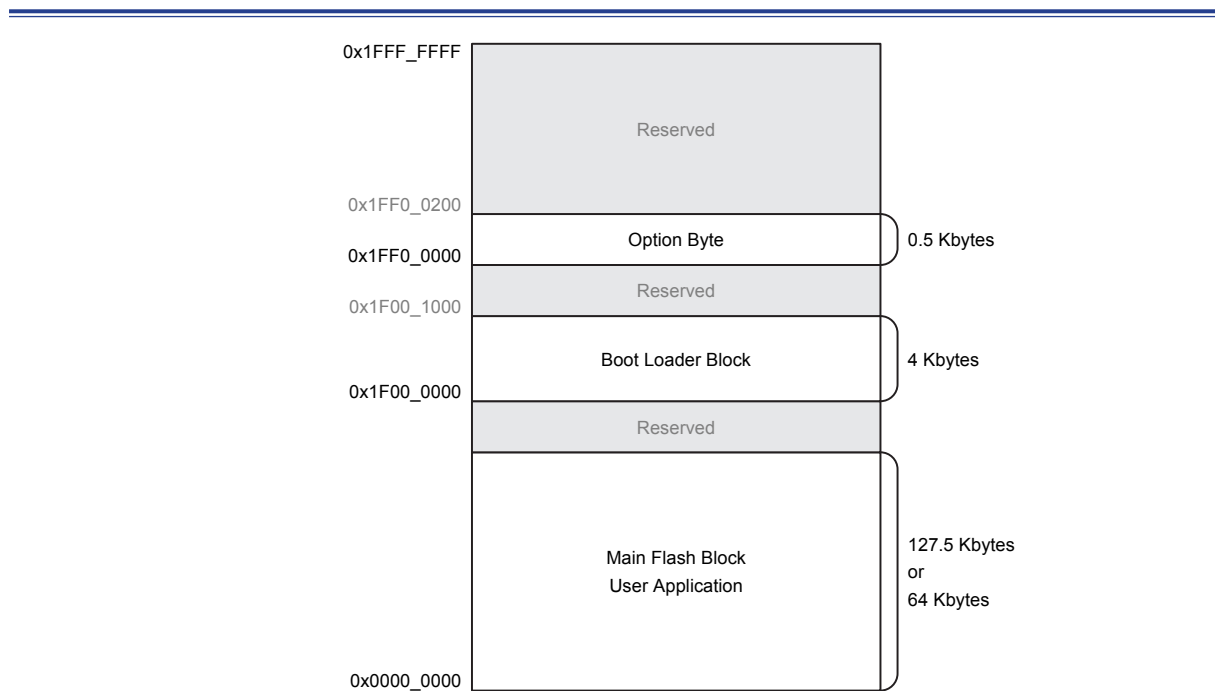 0x1FFF_FFFF
Reserved
0x1FF0_0200
Option Byte
0.5 Kbytes
0x1FF0_0000
Reserved
0x1F00_1000
Boot Loader Block
4 Kbytes
0x1F00_0000
Reserved
Main Flash Block
User Application
127.5 Kbytes
or
64 Kbytes
0x0000_0000